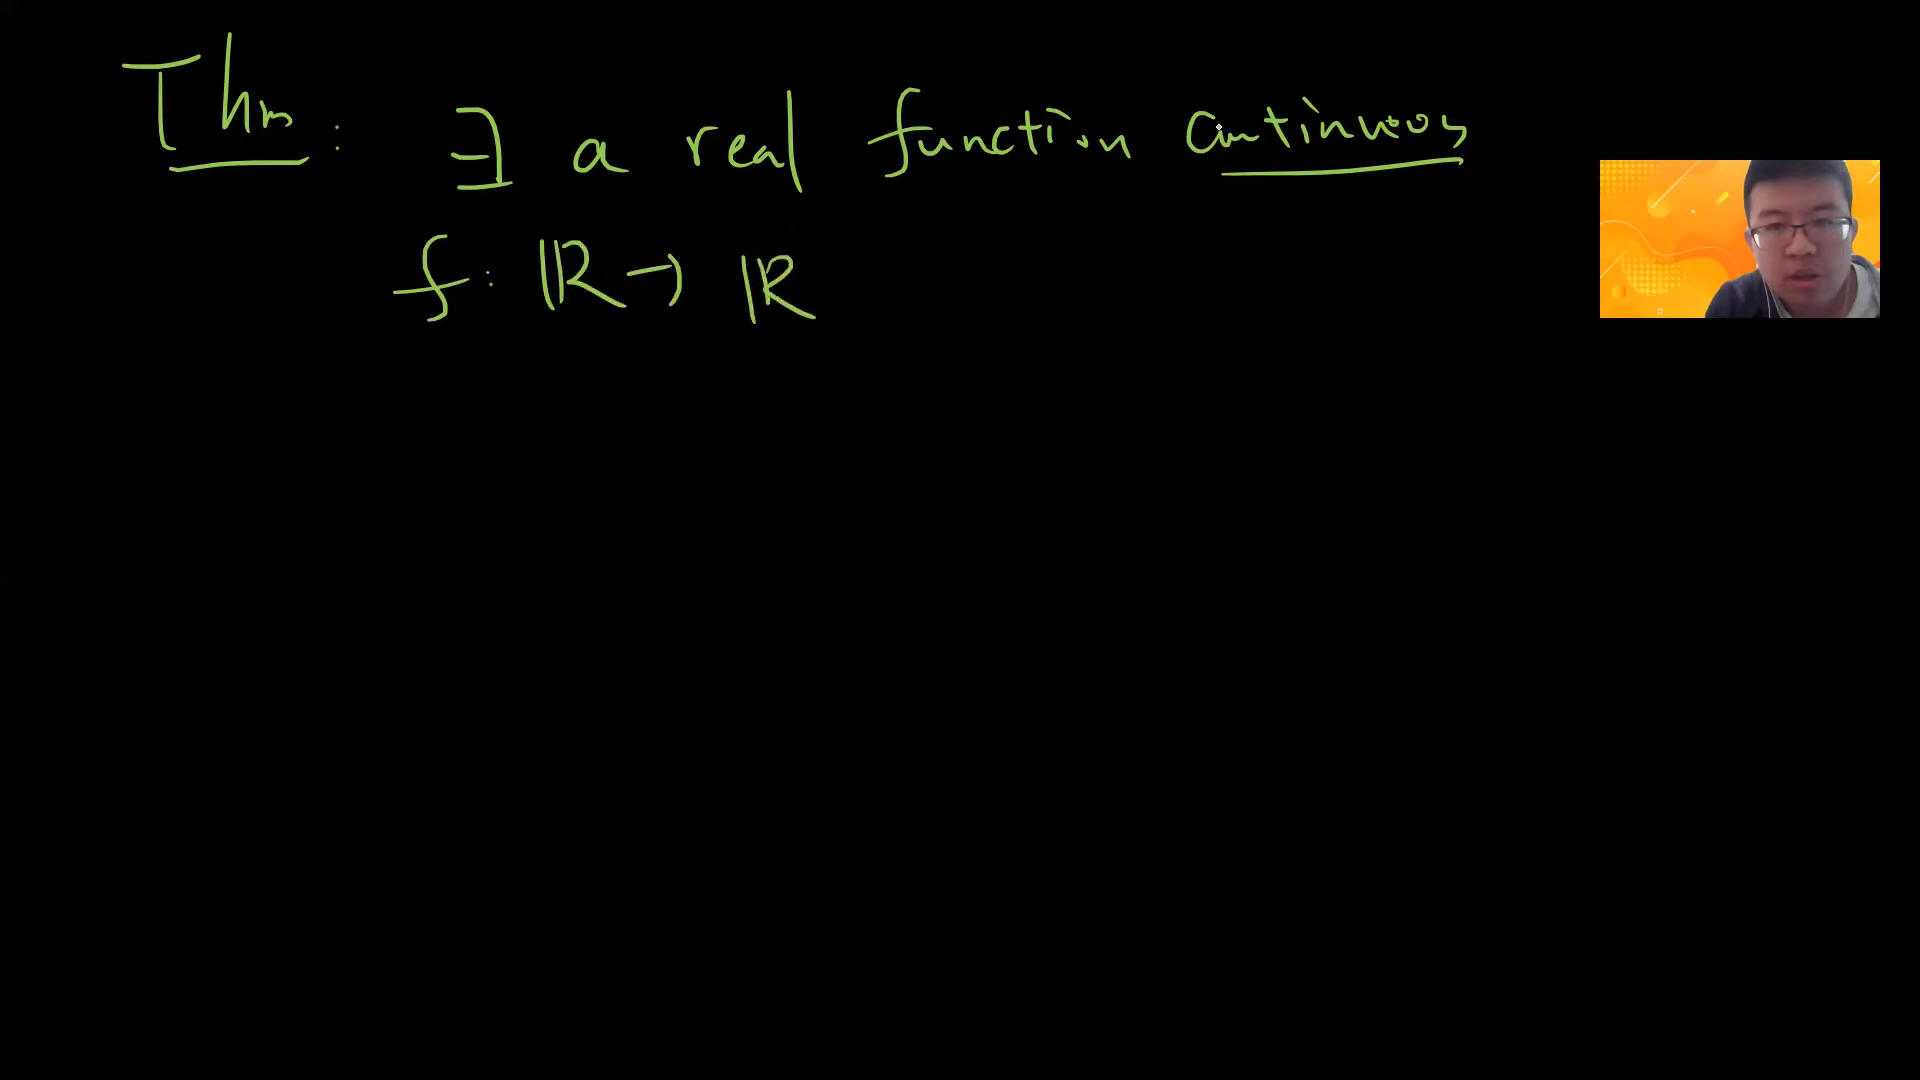 Thm: ∃ a real function continuous
f: ℝ → ℝ